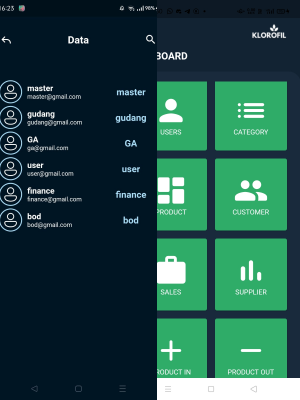 16:25
90%
Data
master
master@gmail.com
master
gudang
gudang@gmail.com
gudang
GA
ga@gmail.com
GA
user
user@gmail.com
user
finance
finance@gmail.com
finance
bod
bod@gmail.com
bod
KLOROFIL
BOARD
USERS
CATEGORY
PRODUCT
CUSTOMER
SALES
SUPPLIER
RODUCT IN
PRODUCT OUT